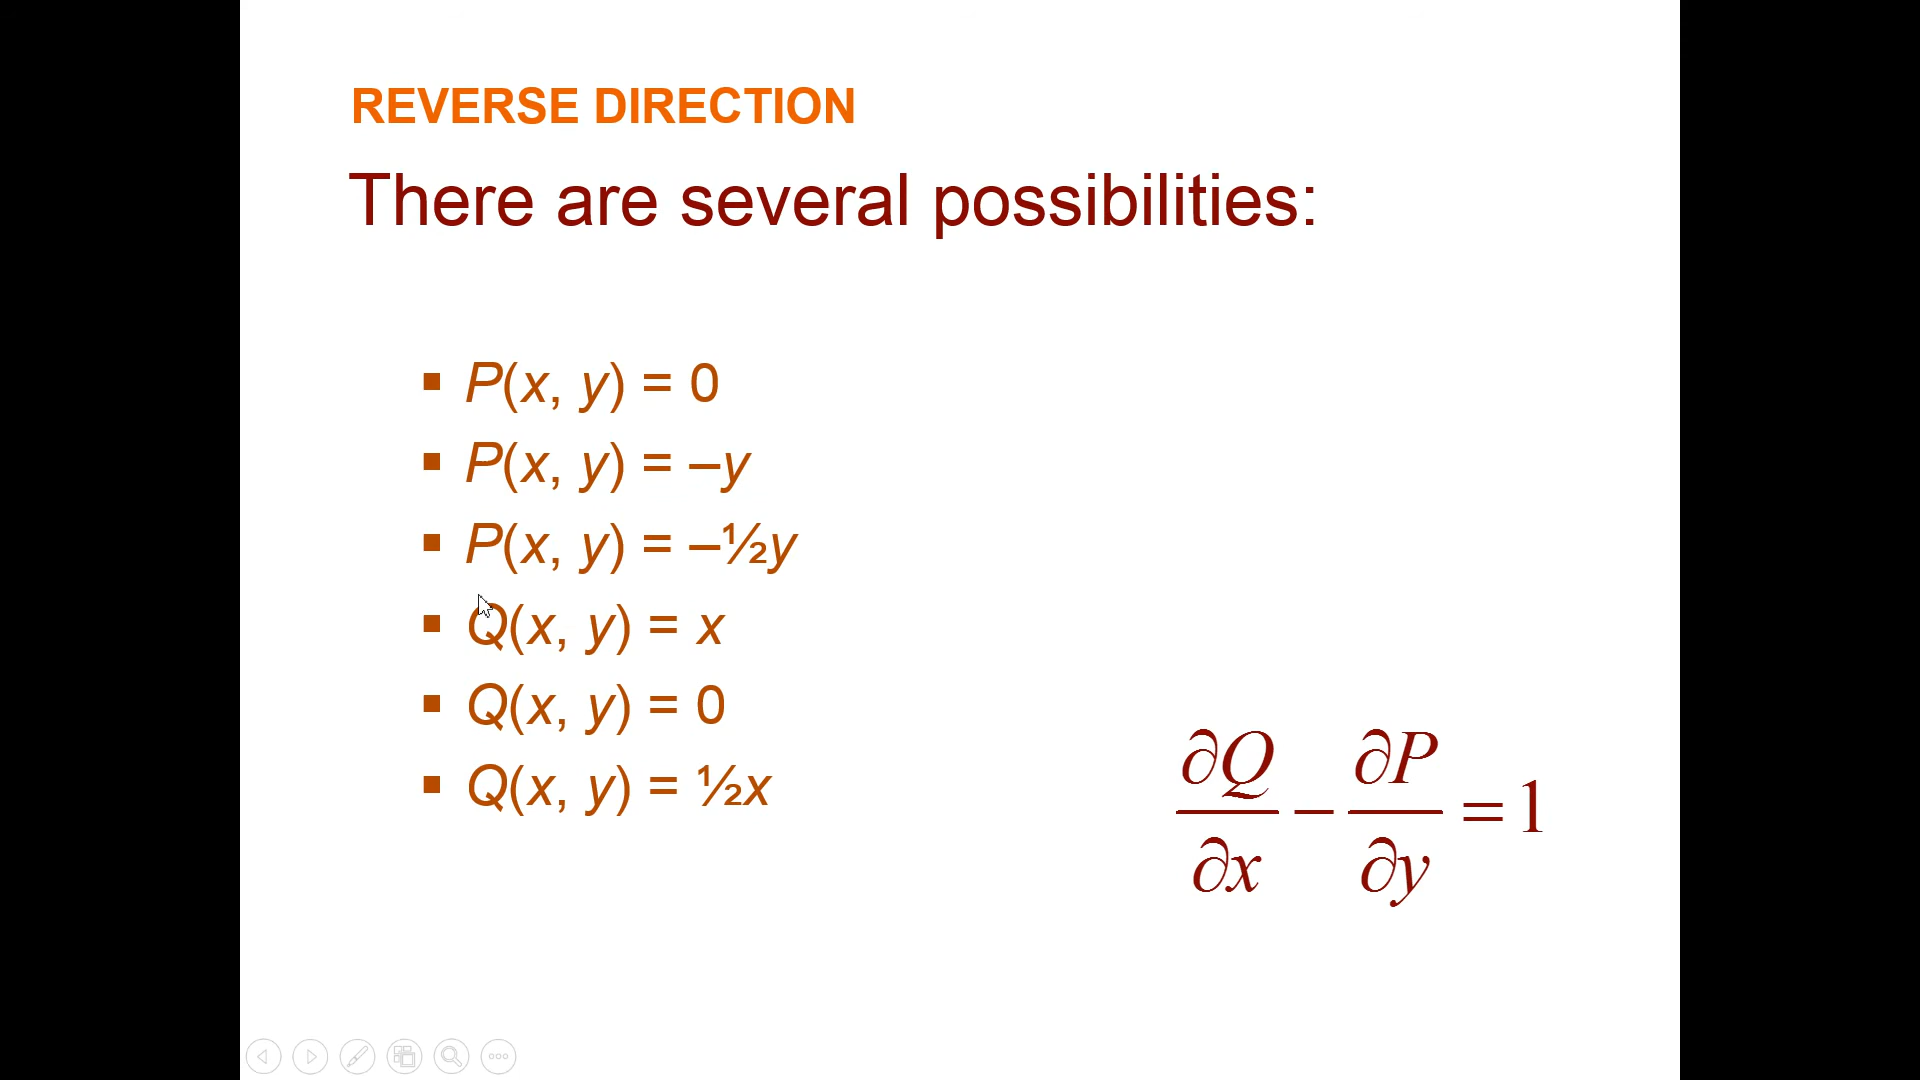 REVERSE DIRECTION
There are several possibilities:
▪ P(x, y) = 0
▪ P(x, y) = –y
▪ P(x, y) = –½y
▪ Q(x, y) = x
▪ Q(x, y) = 0
▪ Q(x, y) = ½x
∂Q/∂x − ∂P/∂y = 1